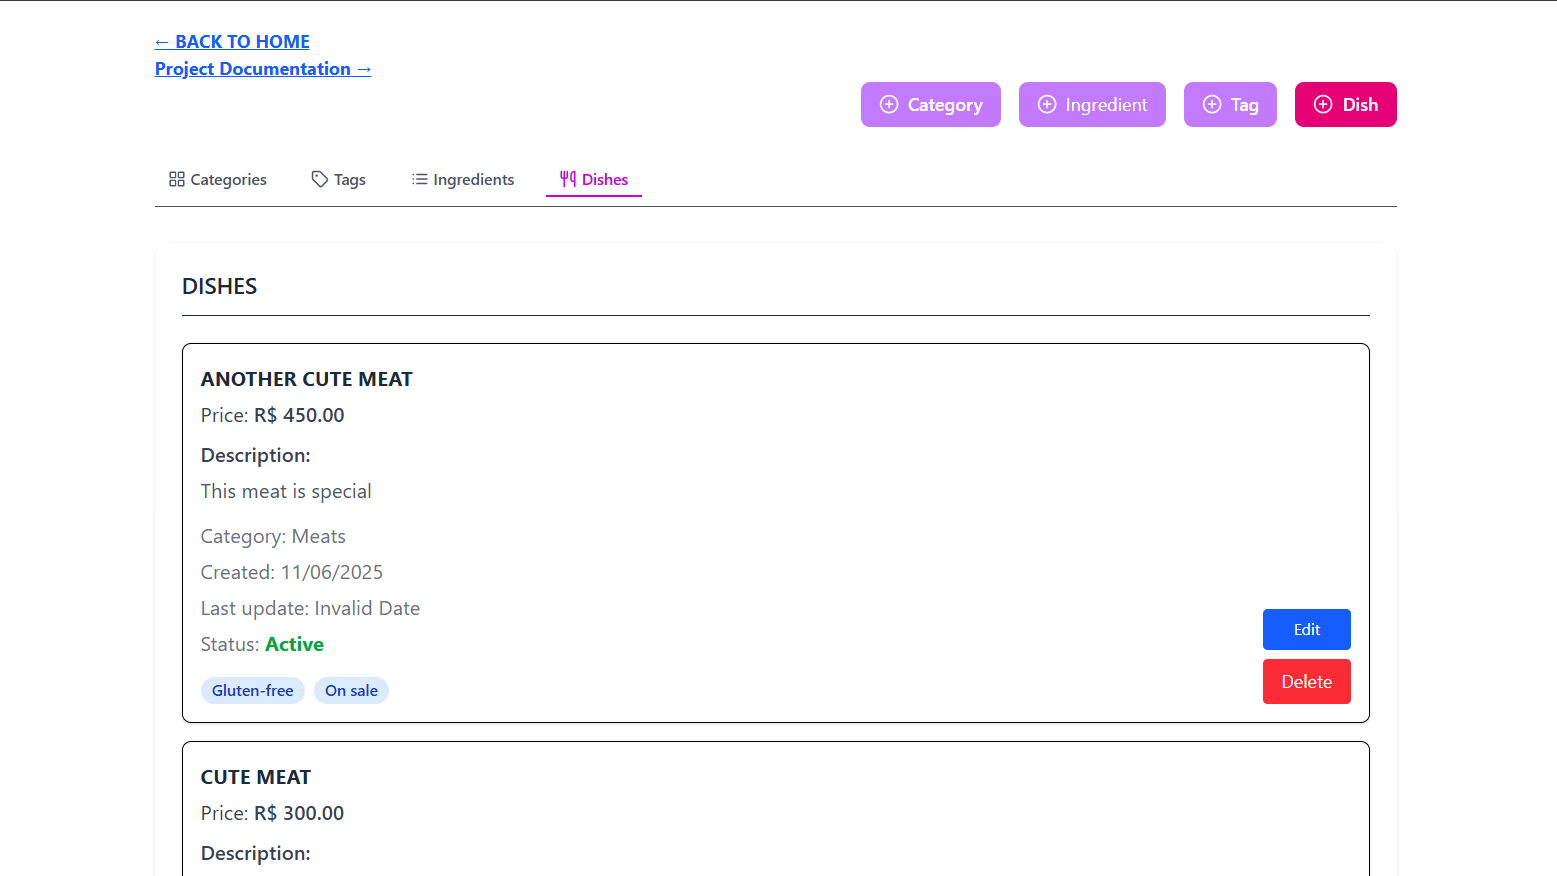 ← BACK TO HOME
Project Documentation →
Category
Ingredient
Tag
Dish
Categories
Tags
Ingredients
Dishes
DISHES
ANOTHER CUTE MEAT
Price: R$ 450.00
Description:
This meat is special
Category: Meats
Created: 11/06/2025
Last update: Invalid Date
Status: Active
Gluten-free
On sale
Edit
Delete
CUTE MEAT
Price: R$ 300.00
Description: